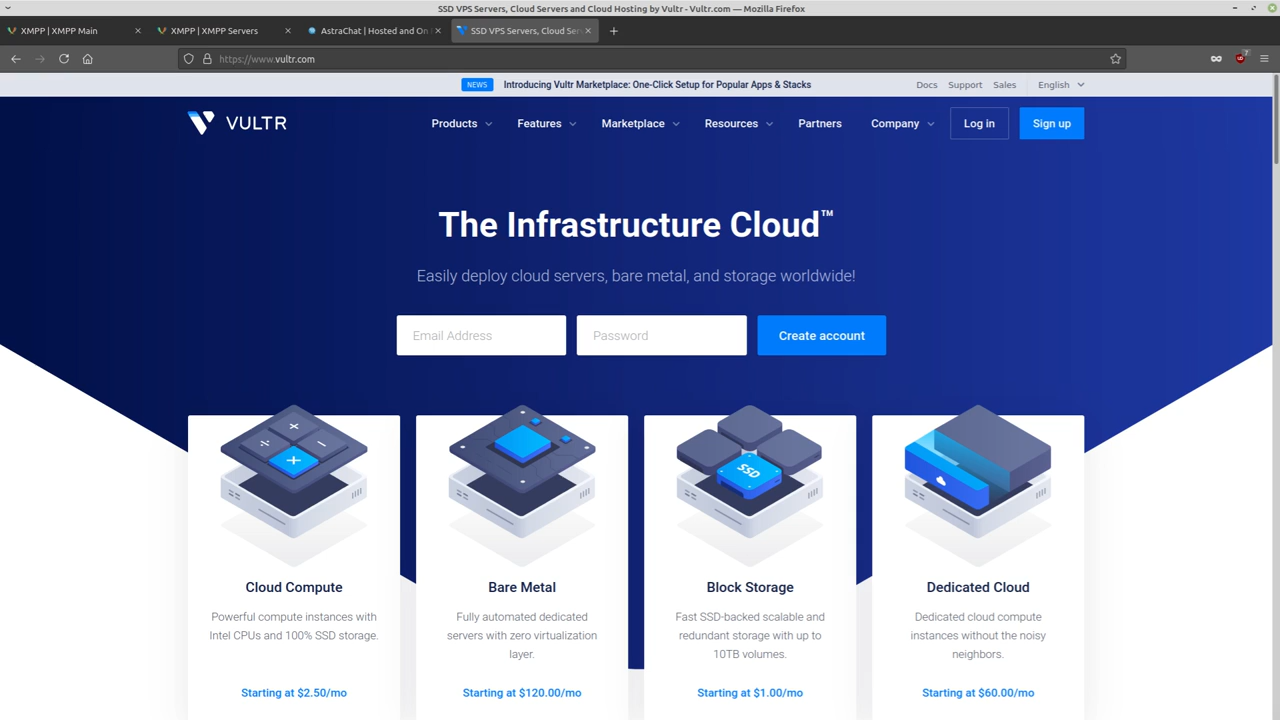 SSD VPS Servers, Cloud Servers and Cloud Hosting by Vultr - Vultr.com — Mozilla Firefox
XMPP | XMPP Main
XMPP | XMPP Servers
AstraChat | Hosted and On
SSD VPS Servers, Cloud Ser
https://www.vultr.com
7
NEWS
Introducing Vultr Marketplace: One-Click Setup for Popular Apps & Stacks
Docs
Support
Sales
English
VULTR
Products
Features
Marketplace
Resources
Partners
Company
Log in
Sign up
The Infrastructure Cloud™
Easily deploy cloud servers, bare metal, and storage worldwide!
Email Address
Password
Create account
SSD
Cloud Compute
Powerful compute instances with
Intel CPUs and 100% SSD storage.
Starting at $2.50/mo
Bare Metal
Fully automated dedicated
servers with zero virtualization
layer.
Starting at $120.00/mo
Block Storage
Fast SSD-backed scalable and
redundant storage with up to
10TB volumes.
Starting at $1.00/mo
Dedicated Cloud
Dedicated cloud compute
instances without the noisy
neighbors.
Starting at $60.00/mo